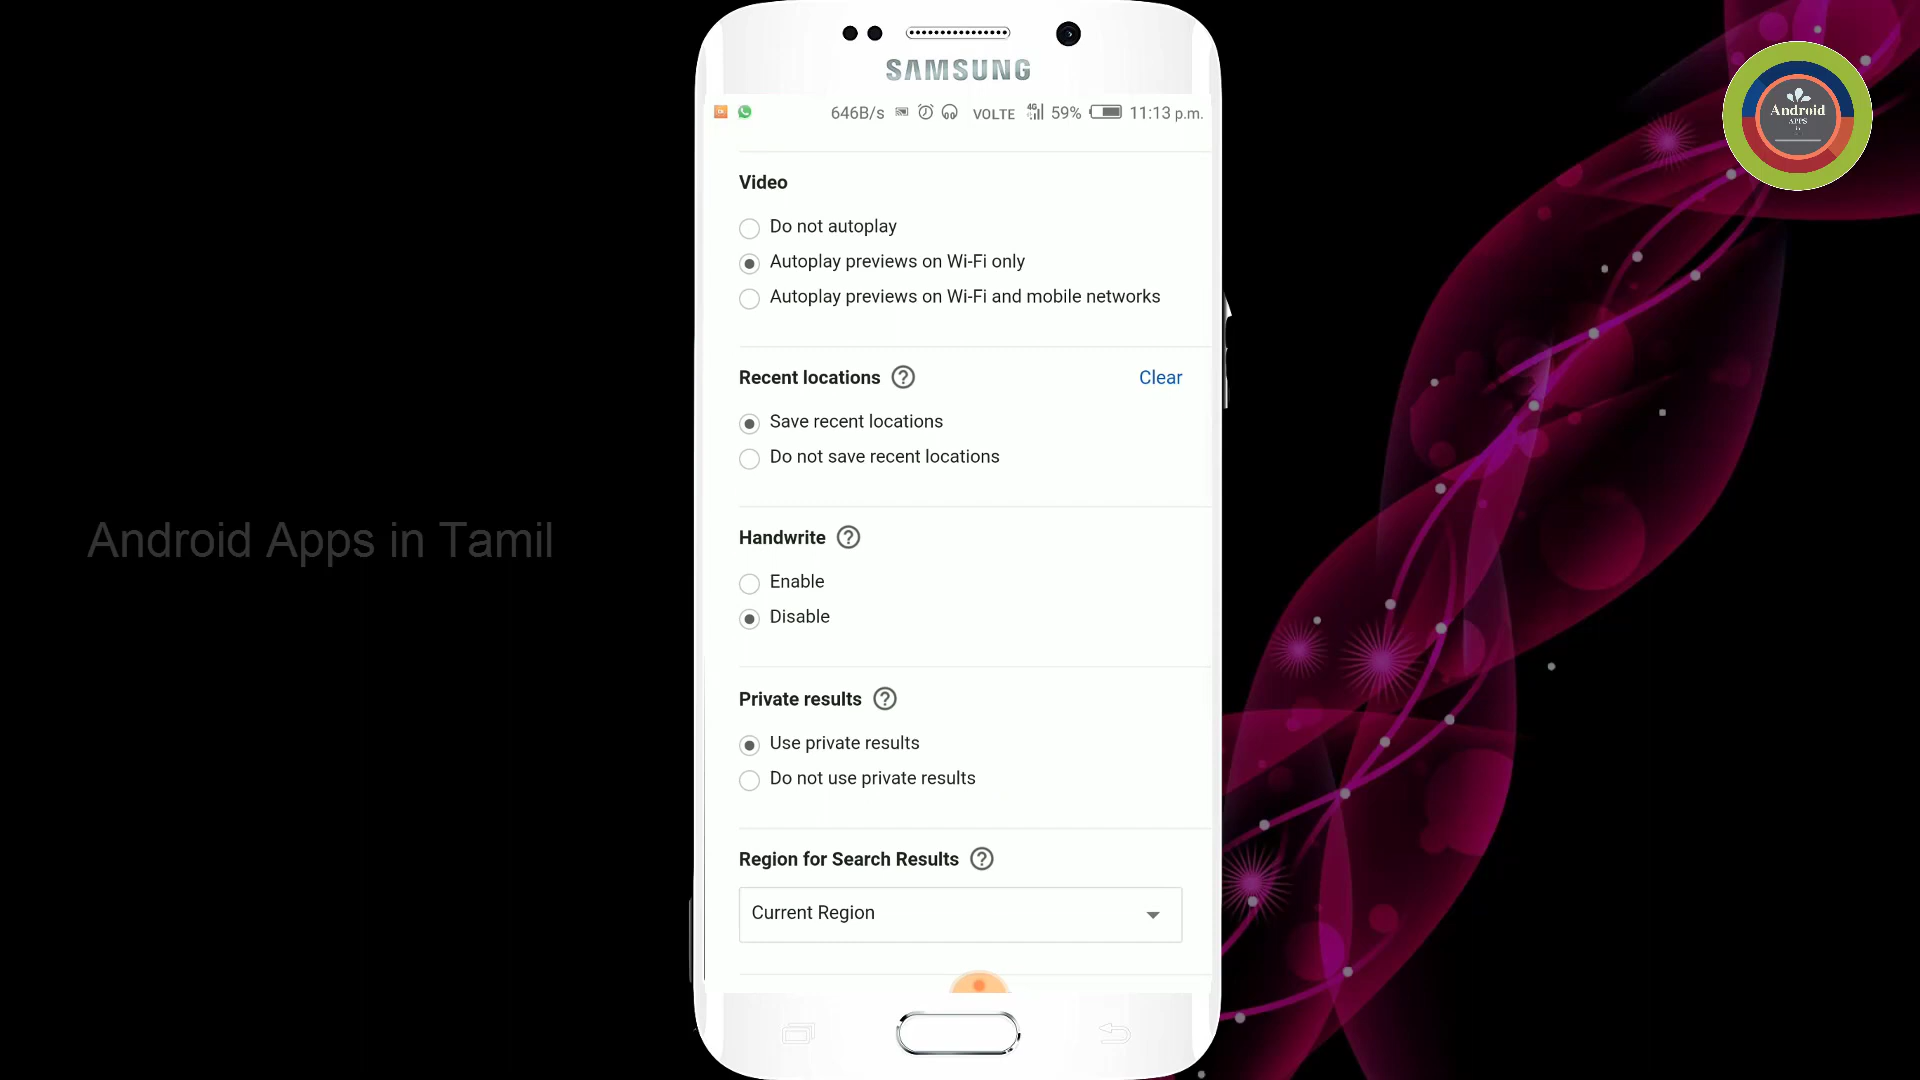 SAMSUNG
646B/s VOLTE 4G 59% 11:13 p.m.
Android
APPS
Video
Do not autoplay
Autoplay previews on Wi-Fi only
Autoplay previews on Wi-Fi and mobile networks
Recent locations ? Clear
Save recent locations
Do not save recent locations
Android Apps in Tamil
Handwrite ?
Enable
Disable
Private results ?
Use private results
Do not use private results
Region for Search Results ?
Current Region